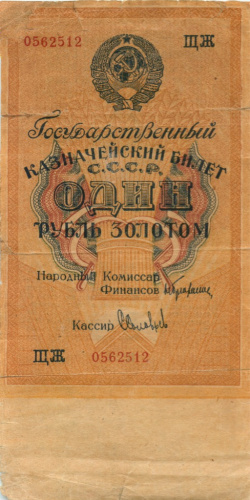 0562512 ЩЖ
Государственный
КАЗНАЧЕЙСКИЙ БИЛЕТ
С.С.С.Р.
ОДИН
РУБЛЬ ЗОЛОТОМ
Народный Комиссар
Финансов
Кассир
ЩЖ 0562512